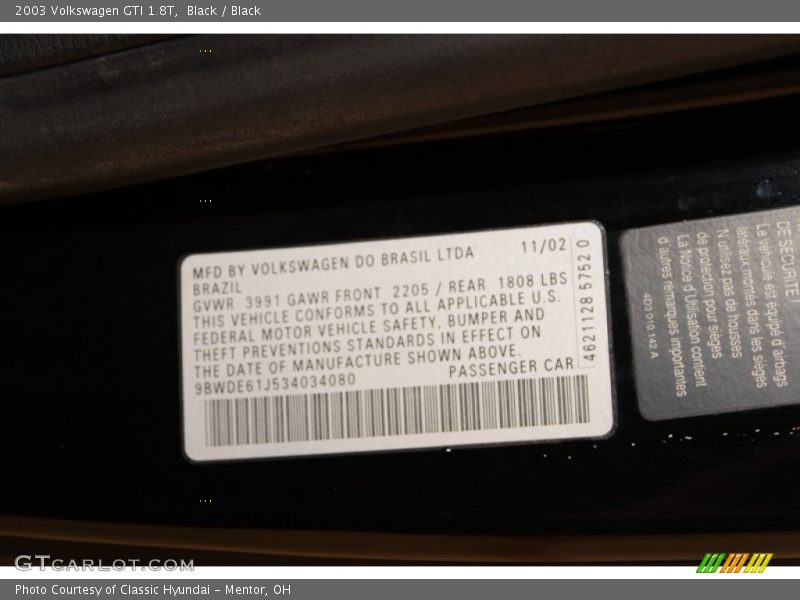 2003 Volkswagen GTI 1.8T, Black / Black
MFD BY VOLKSWAGEN DO BRASIL LTDA 11/02
BRAZIL
GVWR 3991 GAWR FRONT 2205 / REAR 1808 LBS
THIS VEHICLE CONFORMS TO ALL APPLICABLE U.S.
FEDERAL MOTOR VEHICLE SAFETY, BUMPER AND
THEFT PREVENTIONS STANDARDS IN EFFECT ON
THE DATE OF MANUFACTURE SHOWN ABOVE.
9BWDE61J534034080 PASSENGER CAR
4621128 5752 0
DE SECURITE
Le véhicule est équipé d'airbags
latéraux montés dans les sièges
N'utilisez pas de housses
de protection pour sièges
La Notice d'Utilisation contient
d'autres remarques importantes
4D0 010 142 A
GTCARLOT.COM
Photo Courtesy of Classic Hyundai - Mentor, OH